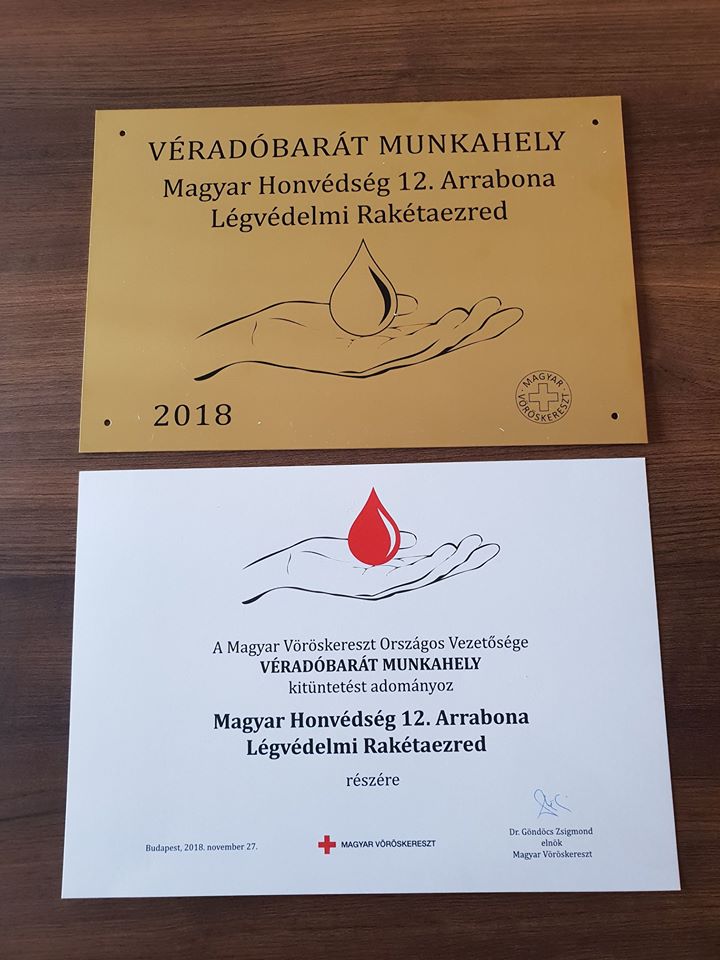 VÉRADÓBARÁT MUNKAHELY
Magyar Honvédség 12. Arrabona
Légvédelmi Rakétaezred
2018
· MAGYAR ·
VÖRÖSKERESZT
A Magyar Vöröskereszt Országos Vezetősége
VÉRADÓBARÁT MUNKAHELY
kitüntetést adományoz
Magyar Honvédség 12. Arrabona
Légvédelmi Rakétaezred
részére
Budapest, 2018. november 27.
MAGYAR VÖRÖSKERESZT
Dr. Göndöcs Zsigmond
elnök
Magyar Vöröskereszt